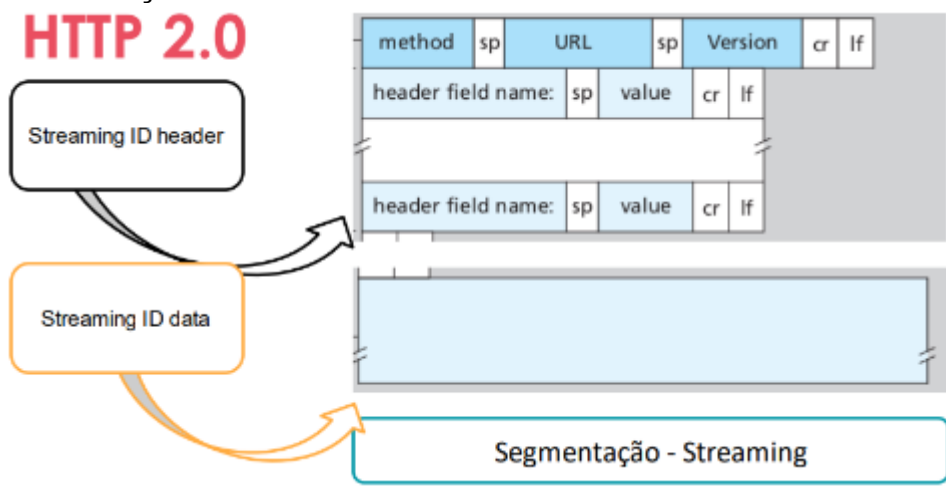 HTTP 2.0
method sp URL sp Version cr lf
header field name: sp value cr lf
Streaming ID header
header field name: sp value cr lf
Streaming ID data
Segmentação - Streaming